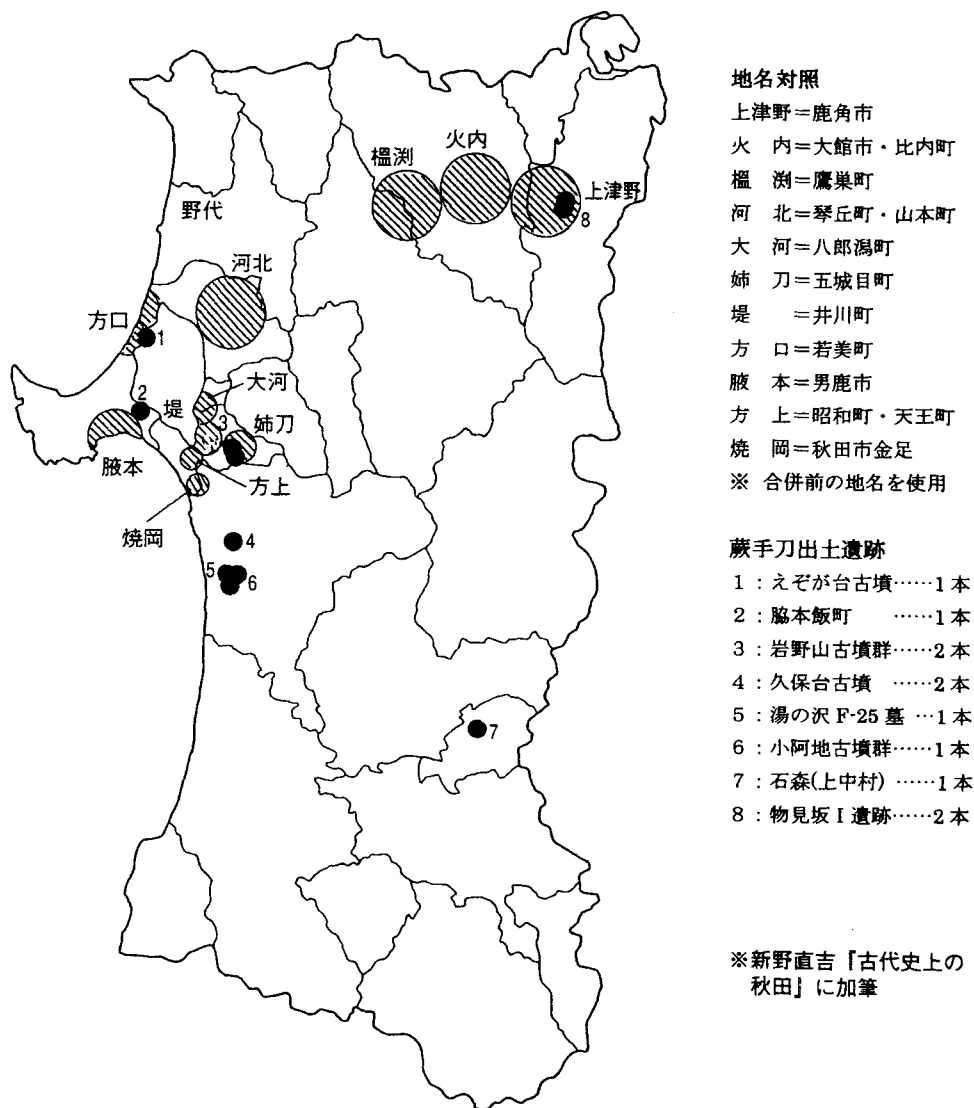 火内
榲渕
上津野
8
野代
河北
方口
1
大河
2
堤
3
姉刀
腋本
方上
焼岡
4
5
6
7
地名対照
上津野＝鹿角市
火　内＝大館市・比内町
榲　渕＝鷹巣町
河　北＝琴丘町・山本町
大　河＝八郎潟町
姉　刀＝五城目町
堤　　＝井川町
方　口＝若美町
腋　本＝男鹿市
方　上＝昭和町・天王町
焼　岡＝秋田市金足
※ 合併前の地名を使用
蕨手刀出土遺跡
1：えぞが台古墳……1本
2：脇本飯町　……1本
3：岩野山古墳群……2本
4：久保台古墳　……2本
5：湯の沢 F-25 墓 …1本
6：小阿地古墳群……1本
7：石森(上中村) ……1本
8：物見坂Ⅰ遺跡……2本
※新野直吉『古代史上の
秋田』に加筆